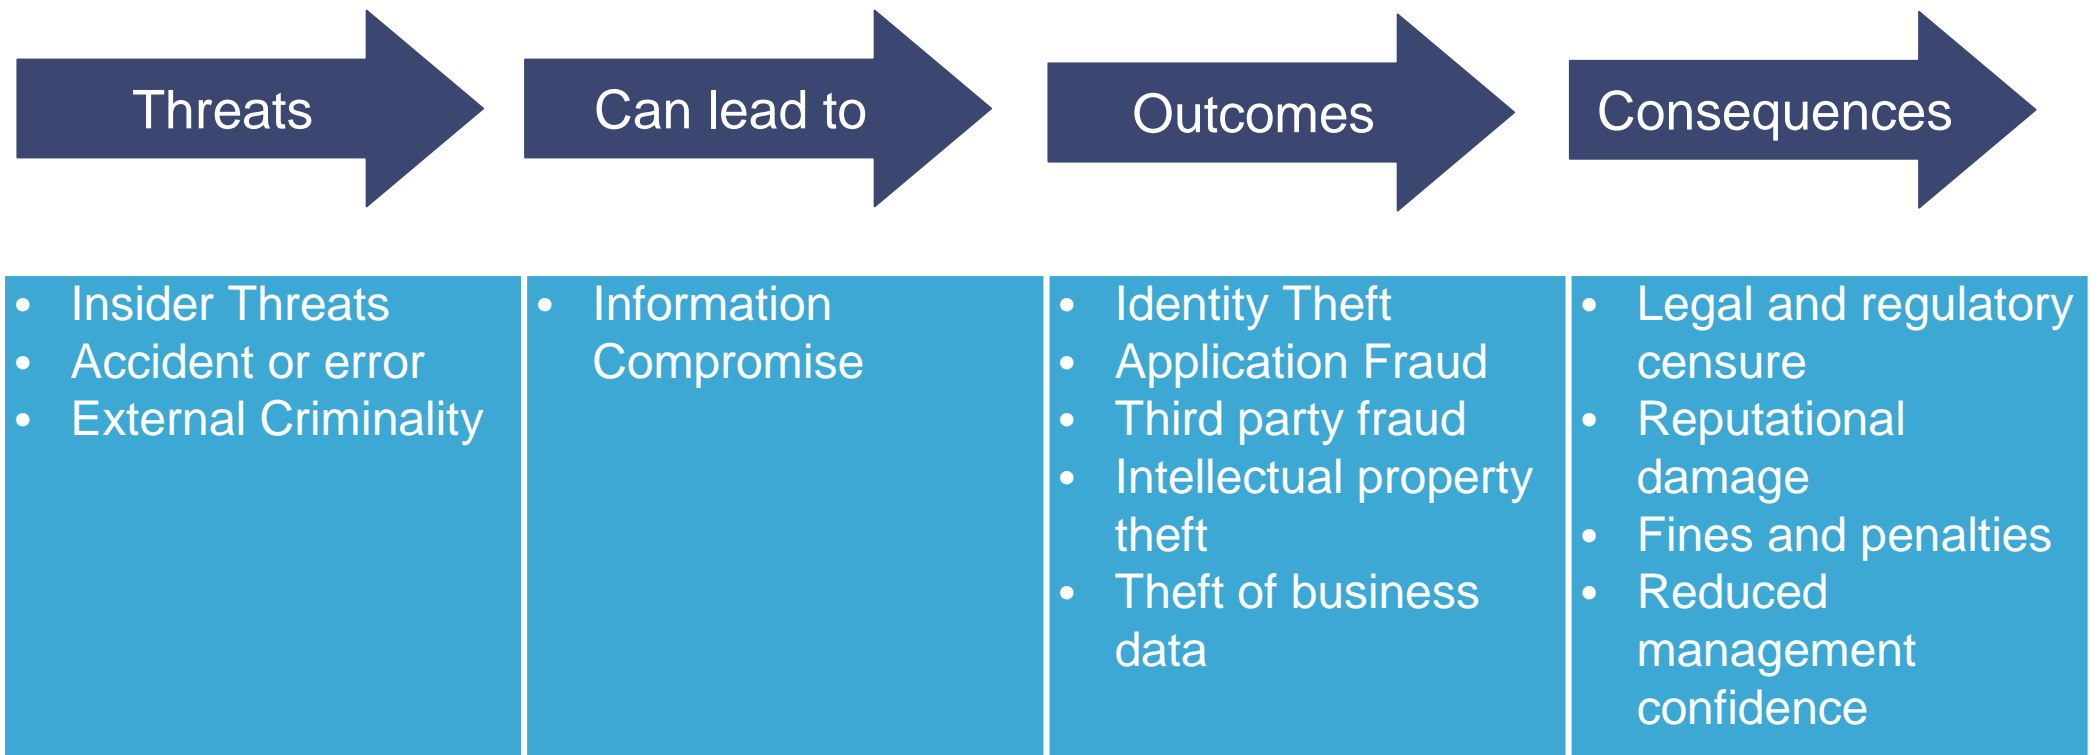 Threats
Can lead to
Outcomes
Consequences
• Insider Threats
• Accident or error
• External Criminality
• Information
Compromise
• Identity Theft
• Application Fraud
• Third party fraud
• Intellectual property
theft
• Theft of business
data
• Legal and regulatory
censure
• Reputational
damage
• Fines and penalties
• Reduced
management
confidence